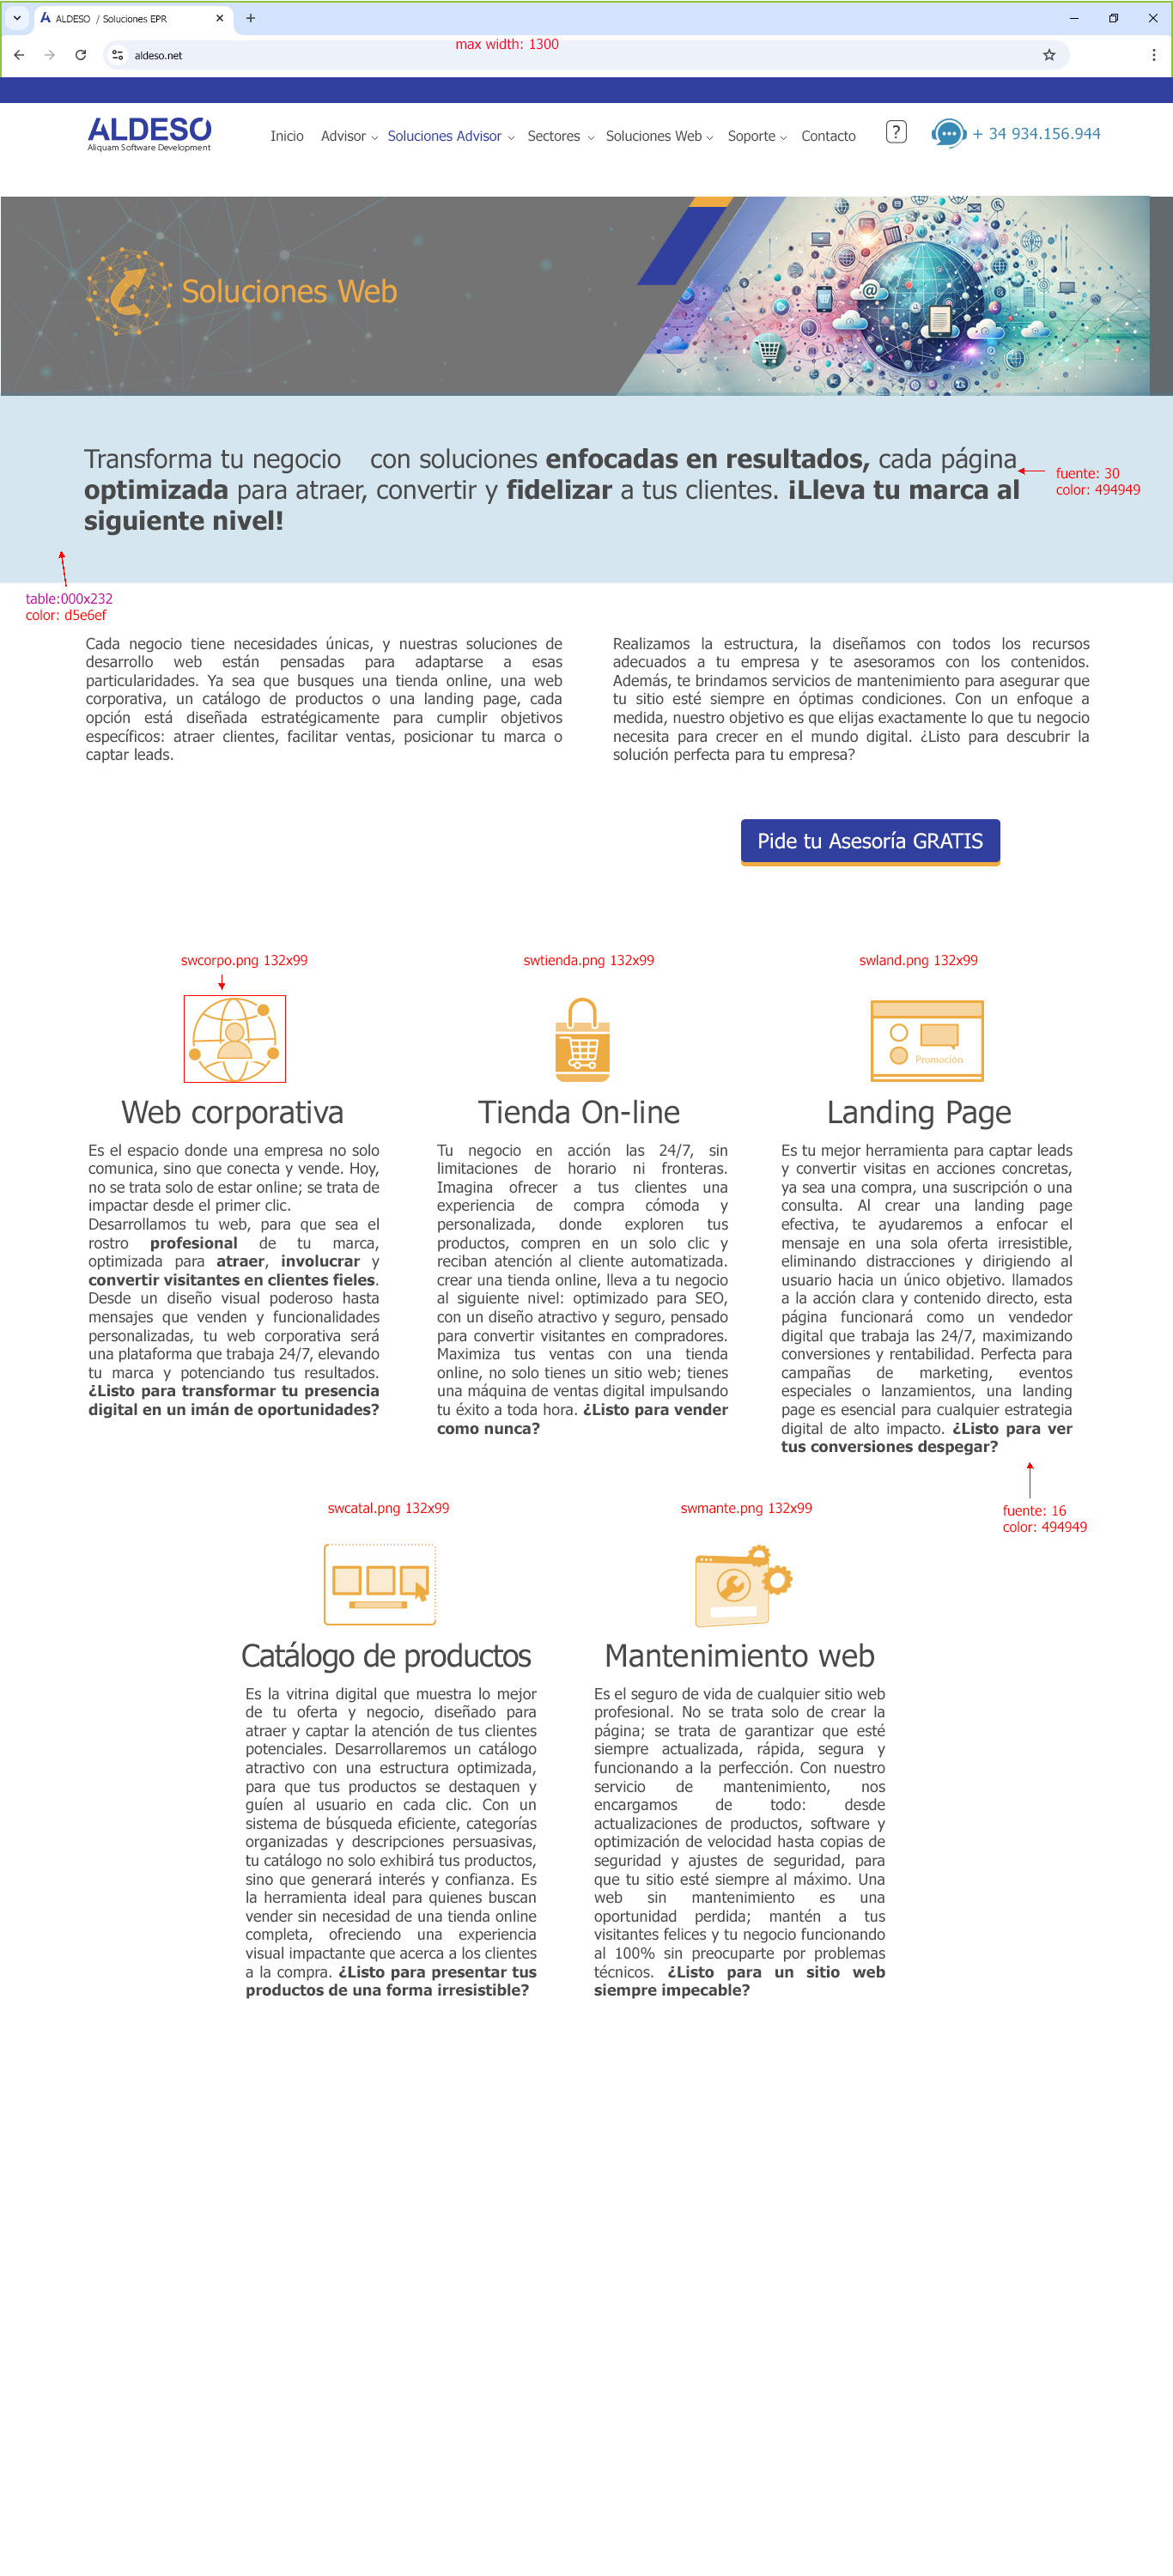 ALDESO / Soluciones EPR
max width: 1300
aldeso.net
ALDESO
Aliquam Software Development
Inicio Advisor Soluciones Advisor Sectores Soluciones Web Soporte Contacto ? + 34 934.156.944
Soluciones Web
@
Transforma tu negocio con soluciones enfocadas en resultados, cada página
optimizada para atraer, convertir y fidelizar a tus clientes. ¡Lleva tu marca al
siguiente nivel!
fuente: 30
color: 494949
table:000x232
color: d5e6ef
Cada negocio tiene necesidades únicas, y nuestras soluciones de
desarrollo web están pensadas para adaptarse a esas
particularidades. Ya sea que busques una tienda online, una web
corporativa, un catálogo de productos o una landing page, cada
opción está diseñada estratégicamente para cumplir objetivos
específicos: atraer clientes, facilitar ventas, posicionar tu marca o
captar leads.
Realizamos la estructura, la diseñamos con todos los recursos
adecuados a tu empresa y te asesoramos con los contenidos.
Además, te brindamos servicios de mantenimiento para asegurar que
tu sitio esté siempre en óptimas condiciones. Con un enfoque a
medida, nuestro objetivo es que elijas exactamente lo que tu negocio
necesita para crecer en el mundo digital. ¿Listo para descubrir la
solución perfecta para tu empresa?
Pide tu Asesoría GRATIS
swcorpo.png 132x99
Web corporativa
Es el espacio donde una empresa no solo
comunica, sino que conecta y vende. Hoy,
no se trata solo de estar online; se trata de
impactar desde el primer clic.
Desarrollamos tu web, para que sea el
rostro profesional de tu marca,
optimizada para atraer, involucrar y
convertir visitantes en clientes fieles.
Desde un diseño visual poderoso hasta
mensajes que venden y funcionalidades
personalizadas, tu web corporativa será
una plataforma que trabaja 24/7, elevando
tu marca y potenciando tus resultados.
¿Listo para transformar tu presencia
digital en un imán de oportunidades?
swtienda.png 132x99
Tienda On-line
Tu negocio en acción las 24/7, sin
limitaciones de horario ni fronteras.
Imagina ofrecer a tus clientes una
experiencia de compra cómoda y
personalizada, donde exploren tus
productos, compren en un solo clic y
reciban atención al cliente automatizada.
crear una tienda online, lleva a tu negocio
al siguiente nivel: optimizado para SEO,
con un diseño atractivo y seguro, pensado
para convertir visitantes en compradores.
Maximiza tus ventas con una tienda
online, no solo tienes un sitio web; tienes
una máquina de ventas digital impulsando
tu éxito a toda hora. ¿Listo para vender
como nunca?
swland.png 132x99
Promoción
Landing Page
Es tu mejor herramienta para captar leads
y convertir visitas en acciones concretas,
ya sea una compra, una suscripción o una
consulta. Al crear una landing page
efectiva, te ayudaremos a enfocar el
mensaje en una sola oferta irresistible,
eliminando distracciones y dirigiendo al
usuario hacia un único objetivo. llamados
a la acción clara y contenido directo, esta
página funcionará como un vendedor
digital que trabaja las 24/7, maximizando
conversiones y rentabilidad. Perfecta para
campañas de marketing, eventos
especiales o lanzamientos, una landing
page es esencial para cualquier estrategia
digital de alto impacto. ¿Listo para ver
tus conversiones despegar?
fuente: 16
color: 494949
swcatal.png 132x99
Catálogo de productos
Es la vitrina digital que muestra lo mejor
de tu oferta y negocio, diseñado para
atraer y captar la atención de tus clientes
potenciales. Desarrollaremos un catálogo
atractivo con una estructura optimizada,
para que tus productos se destaquen y
guíen al usuario en cada clic. Con un
sistema de búsqueda eficiente, categorías
organizadas y descripciones persuasivas,
tu catálogo no solo exhibirá tus productos,
sino que generará interés y confianza. Es
la herramienta ideal para quienes buscan
vender sin necesidad de una tienda online
completa, ofreciendo una experiencia
visual impactante que acerca a los clientes
a la compra. ¿Listo para presentar tus
productos de una forma irresistible?
swmante.png 132x99
Mantenimiento web
Es el seguro de vida de cualquier sitio web
profesional. No se trata solo de crear la
página; se trata de garantizar que esté
siempre actualizada, rápida, segura y
funcionando a la perfección. Con nuestro
servicio de mantenimiento, nos
encargamos de todo: desde
actualizaciones de productos, software y
optimización de velocidad hasta copias de
seguridad y ajustes de seguridad, para
que tu sitio esté siempre al máximo. Una
web sin mantenimiento es una
oportunidad perdida; mantén a tus
visitantes felices y tu negocio funcionando
al 100% sin preocuparte por problemas
técnicos. ¿Listo para un sitio web
siempre impecable?